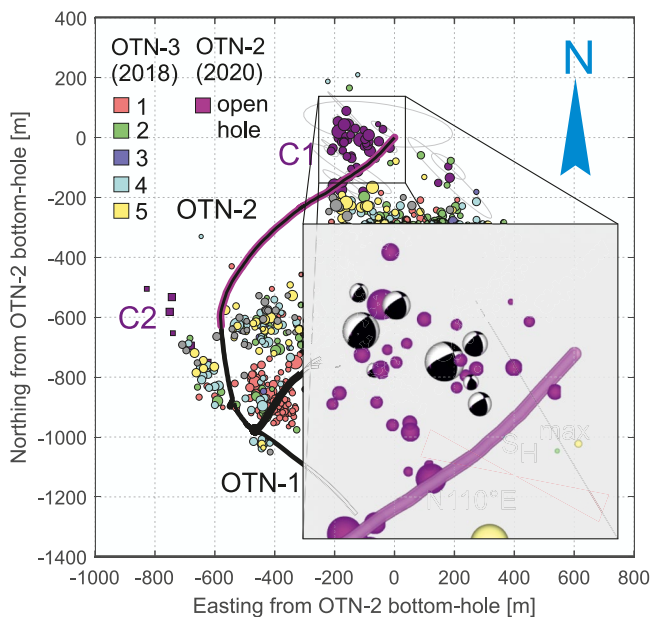 400
200
0
-200
-400
-600
-800
-1000
-1200
-1400
Northing from OTN-2 bottom-hole [m]
OTN-3
(2018)
1
2
3
4
5
OTN-2
(2020)
open
hole
N
C1
OTN-2
C2
OTN-1
S_H^max
N110°E
-1000
-800
-600
-400
-200
0
200
400
600
800
Easting from OTN-2 bottom-hole [m]